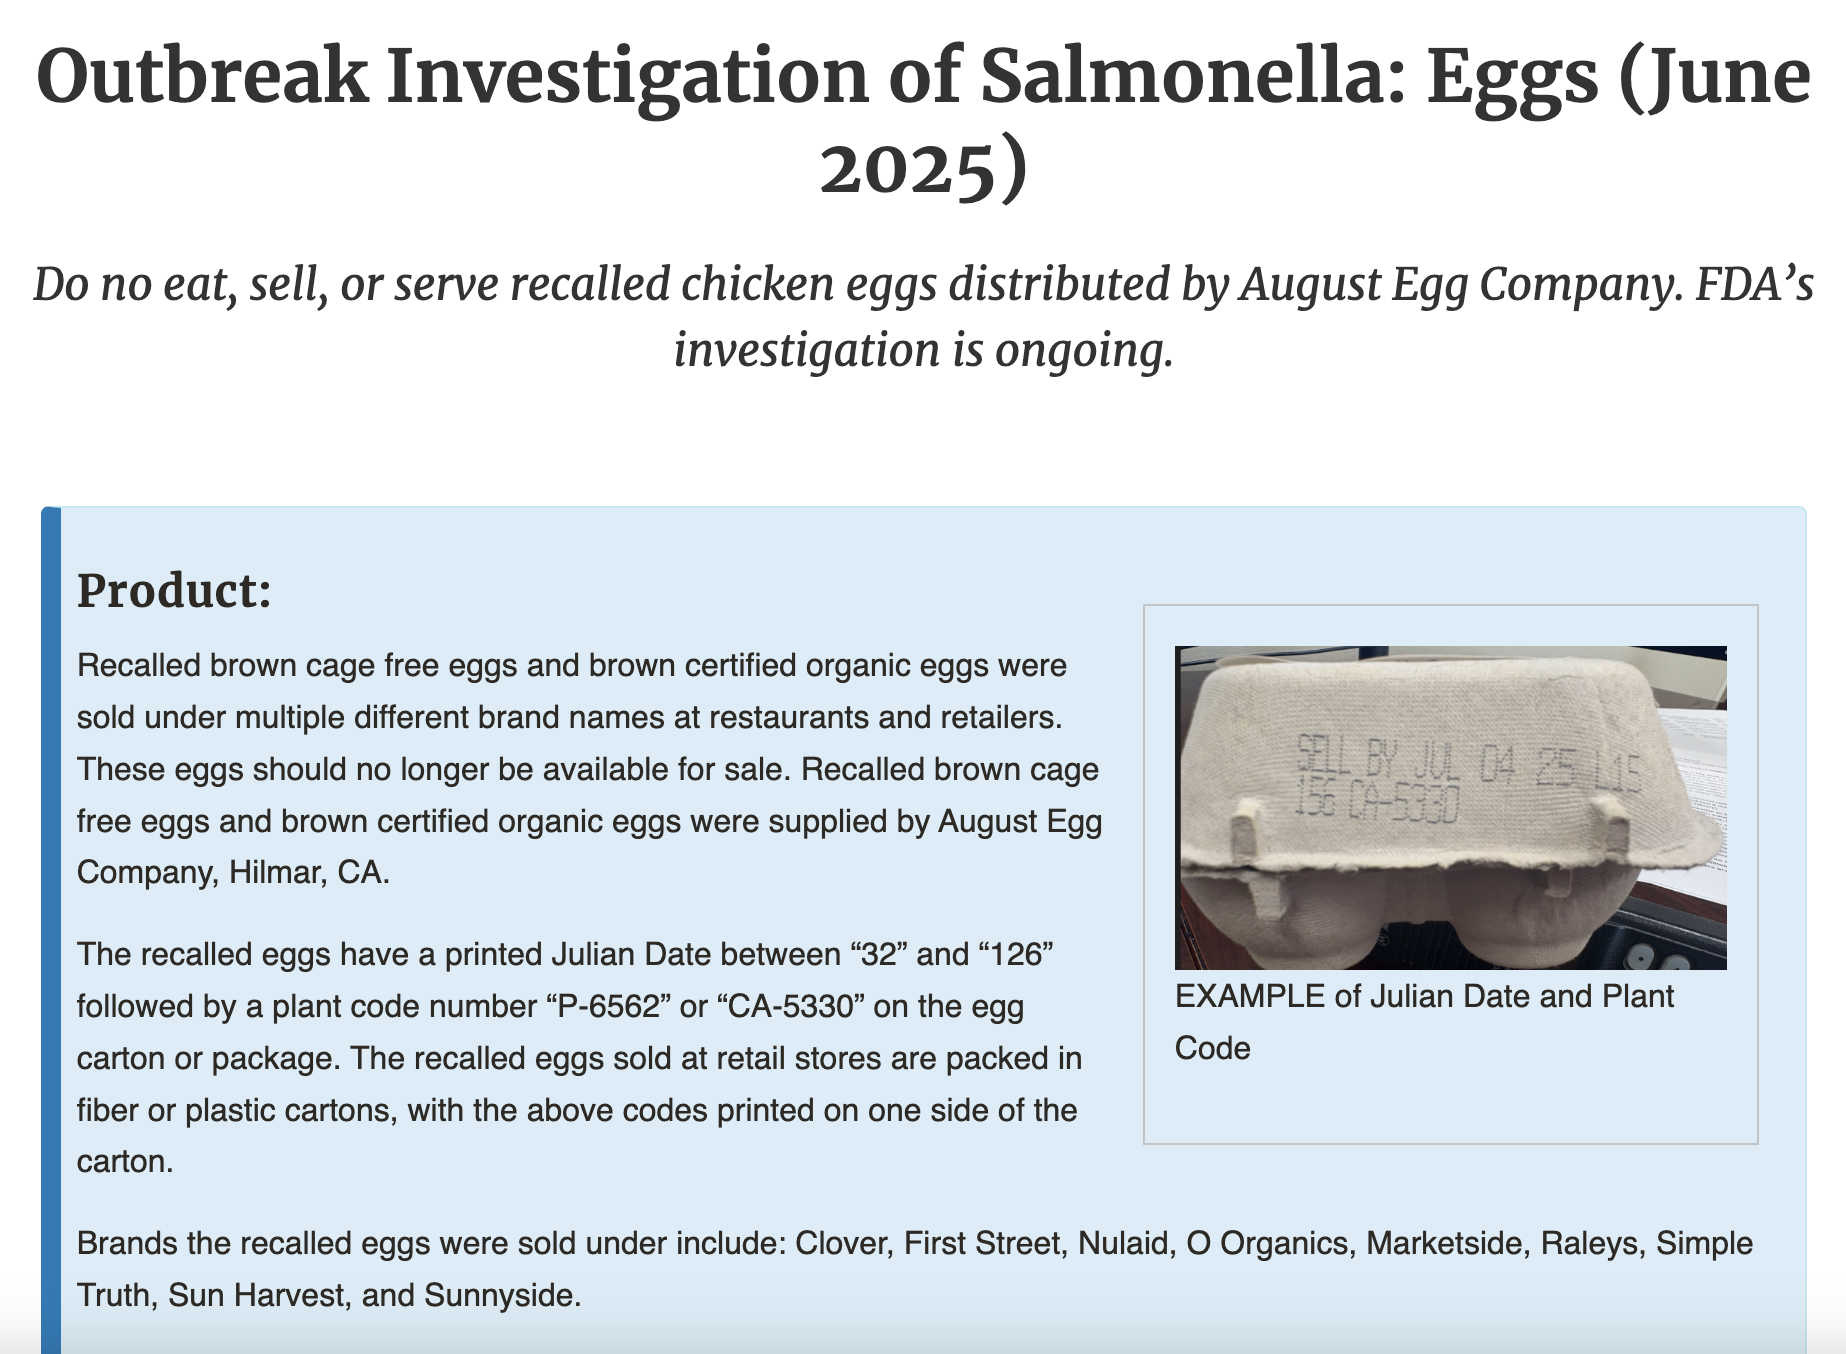 Outbreak Investigation of Salmonella: Eggs (June
2025)
Do no eat, sell, or serve recalled chicken eggs distributed by August Egg Company. FDA’s
investigation is ongoing.
Product:
Recalled brown cage free eggs and brown certified organic eggs were
sold under multiple different brand names at restaurants and retailers.
These eggs should no longer be available for sale. Recalled brown cage
free eggs and brown certified organic eggs were supplied by August Egg
Company, Hilmar, CA.
The recalled eggs have a printed Julian Date between “32” and “126”
followed by a plant code number “P-6562” or “CA-5330” on the egg
carton or package. The recalled eggs sold at retail stores are packed in
fiber or plastic cartons, with the above codes printed on one side of the
carton.
SELL BY JUL 04 25 L15
156 CA-5330
EXAMPLE of Julian Date and Plant
Code
Brands the recalled eggs were sold under include: Clover, First Street, Nulaid, O Organics, Marketside, Raleys, Simple
Truth, Sun Harvest, and Sunnyside.